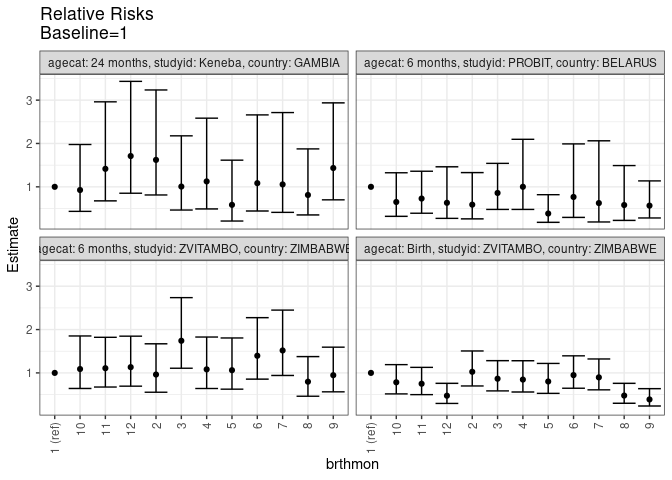 Relative Risks
Baseline=1
agecat: 24 months, studyid: Keneba, country: GAMBIA
agecat: 6 months, studyid: PROBIT, country: BELARUS
3
2
1
agecat: 6 months, studyid: ZVITAMBO, country: ZIMBABWE
agecat: Birth, studyid: ZVITAMBO, country: ZIMBABWE
3
2
1
Estimate
1 (ref)
10
11
12
2
3
4
5
6
7
8
9
1 (ref)
10
11
12
2
3
4
5
6
7
8
9
brthmon